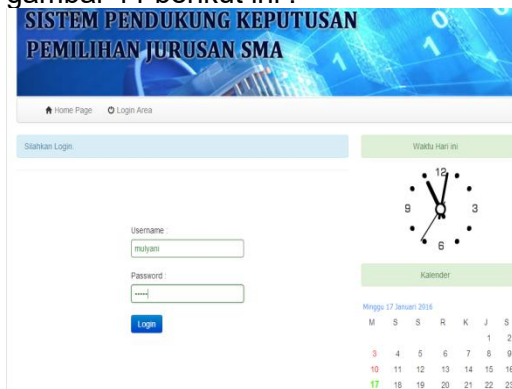 gambar 11 berikut ini :
SISTEM PENDUKUNG KEPUTUSAN
PEMILIHAN JURUSAN SMA
Home Page Login Area
Silahkan Login.
Username :
mulyani
Password :
•••••
Login
Waktu Hari ini
12
9 3
6
Kalender
Minggu 17 Januari 2016
M S S R K J S
1 2
3 4 5 6 7 8 9
10 11 12 13 14 15 16
17 18 19 20 21 22 23